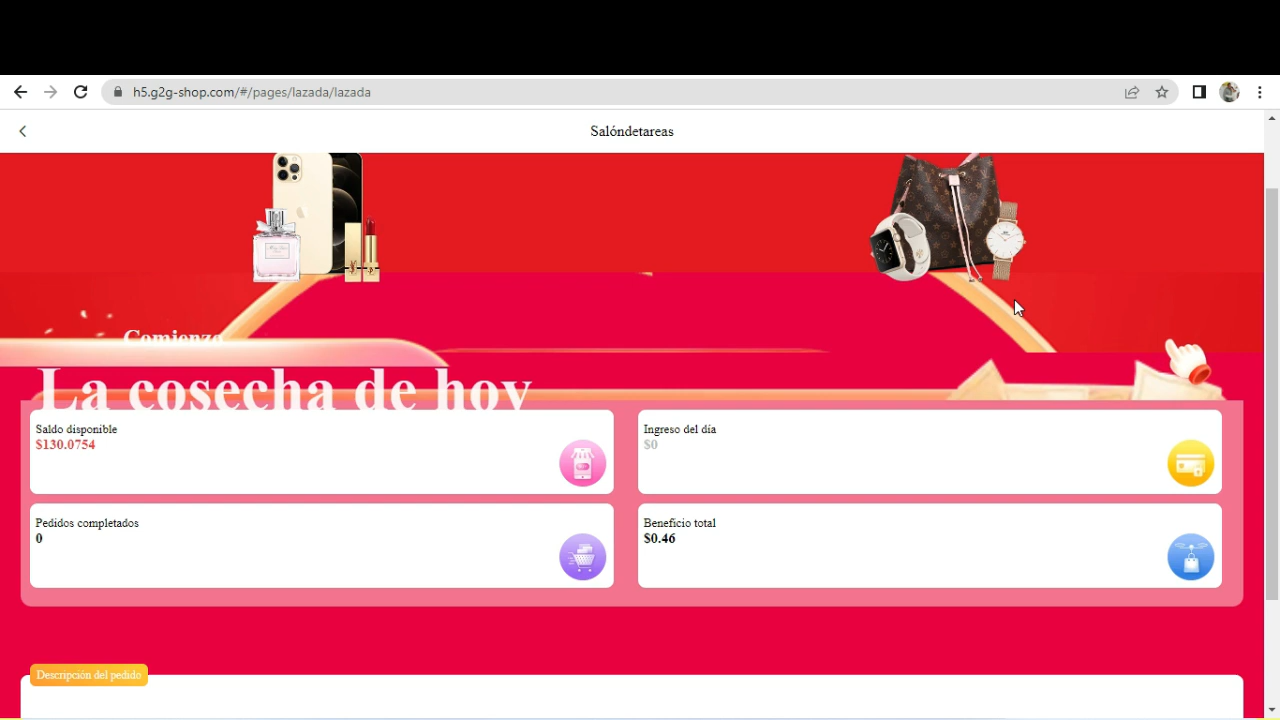 h5.g2g-shop.com/#/pages/lazada/lazada
Salóndetareas
Comienzo
La cosecha de hoy
Saldo disponible
$130.0754
Ingreso del día
$0
Pedidos completados
0
Beneficio total
$0.46
Descripción del pedido